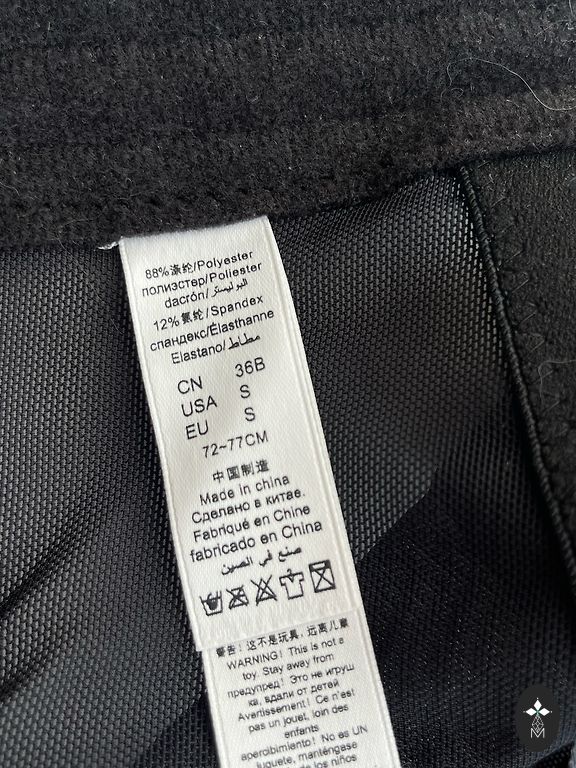 88%涤纶/Polyester
полиэстер/Poliester
dacrón/البوليستر
12%氨纶/Spandex
спандекс/Élasthanne
Elastano/مطاط
CN 36B
USA S
EU S
72~77CM
中国制造
Made in china
Сделано в китае.
Fabriqué en Chine
fabricado en China
صنع في الصين
警告！这不是玩具，远离儿童
WARNING! This is not a
toy. Stay away from
предупред! Это не игруш
ка, вдали от детей
Avertissement! Ce n'est
pas un jouet, loin des
enfants
apercibimiento! No es UN
juguete, manténgase
de los niños